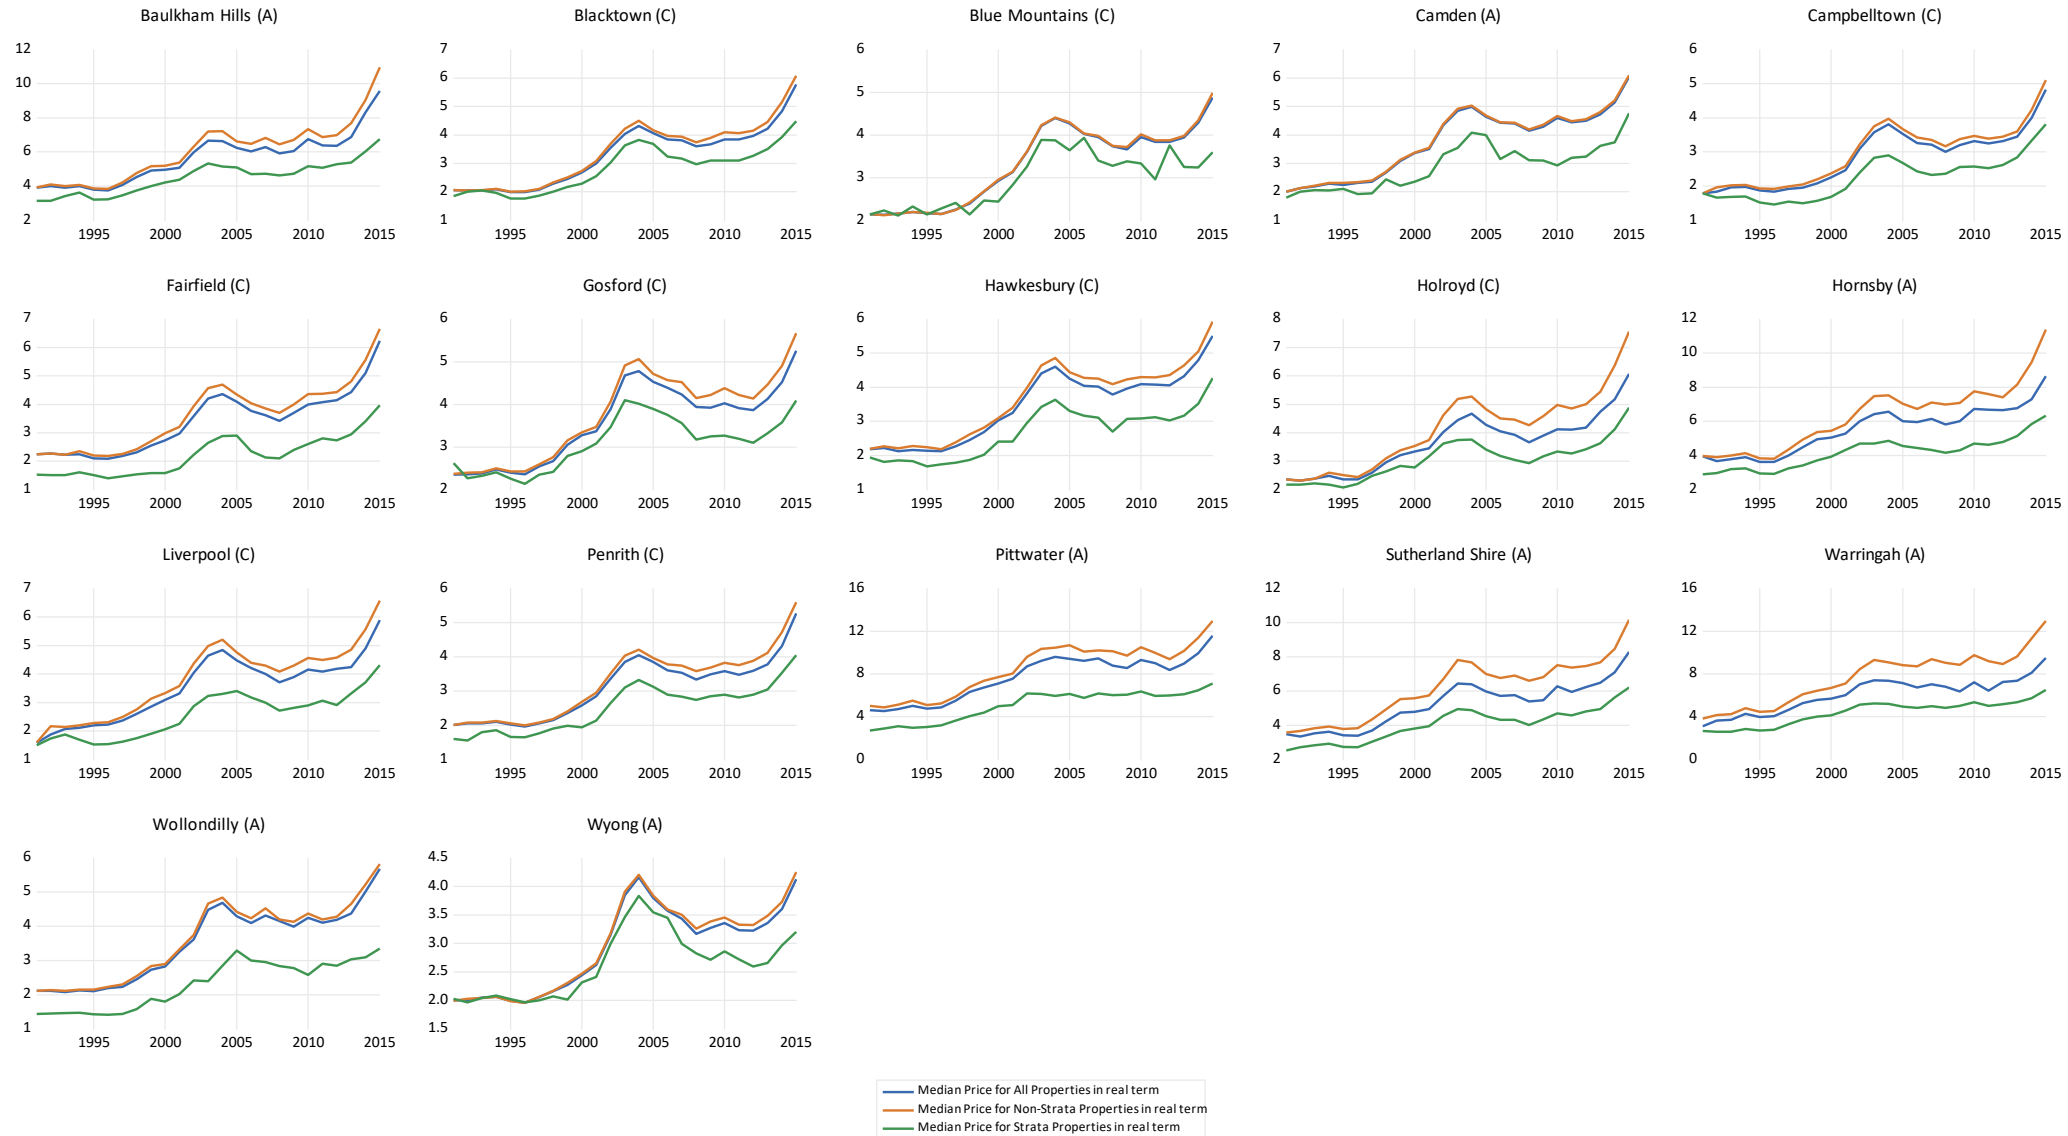 Baulkham Hills (A)
12
10
8
6
4
2
1995 2000 2005 2010 2015
Blacktown (C)
7
6
5
4
3
2
1
1995 2000 2005 2010 2015
Blue Mountains (C)
6
5
4
3
2
1995 2000 2005 2010 2015
Camden (A)
7
6
5
4
3
2
1
1995 2000 2005 2010 2015
Campbelltown (C)
6
5
4
3
2
1
1995 2000 2005 2010 2015
Fairfield (C)
7
6
5
4
3
2
1
1995 2000 2005 2010 2015
Gosford (C)
6
5
4
3
2
1995 2000 2005 2010 2015
Hawkesbury (C)
6
5
4
3
2
1
1995 2000 2005 2010 2015
Holroyd (C)
8
7
6
5
4
3
2
1995 2000 2005 2010 2015
Hornsby (A)
12
10
8
6
4
2
1995 2000 2005 2010 2015
Liverpool (C)
7
6
5
4
3
2
1
1995 2000 2005 2010 2015
Penrith (C)
6
5
4
3
2
1
1995 2000 2005 2010 2015
Pittwater (A)
16
12
8
4
0
1995 2000 2005 2010 2015
Sutherland Shire (A)
12
10
8
6
4
2
1995 2000 2005 2010 2015
Warringah (A)
16
12
8
4
0
1995 2000 2005 2010 2015
Wollondilly (A)
6
5
4
3
2
1
1995 2000 2005 2010 2015
Wyong (A)
4.5
4.0
3.5
3.0
2.5
2.0
1.5
1995 2000 2005 2010 2015
Median Price for All Properties in real term
Median Price for Non-Strata Properties in real term
Median Price for Strata Properties in real term